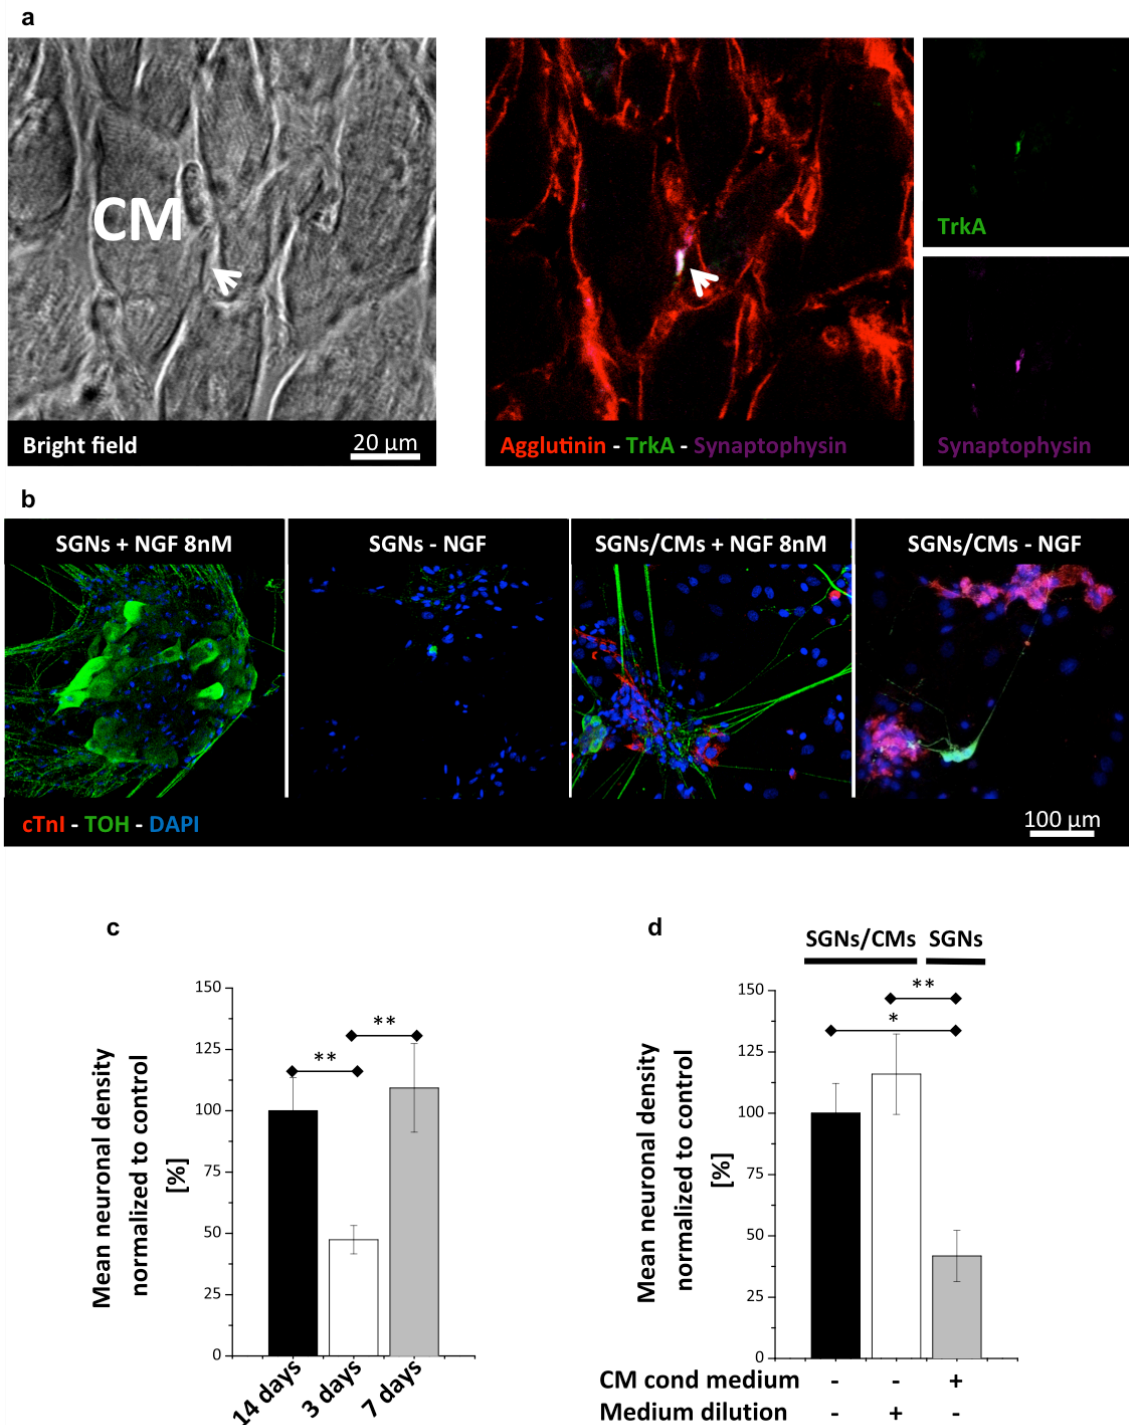 a
CM
TrkA
Bright field
20 µm
Agglutinin - TrkA - Synaptophysin
Synaptophysin
b
SGNs + NGF 8nM
SGNs - NGF
SGNs/CMs + NGF 8nM
SGNs/CMs - NGF
cTnI - TOH - DAPI
100 µm
c
Mean neuronal density
normalized to control
[%]
150
125
100
75
50
25
0
**
**
14 days
3 days
7 days
d
SGNs/CMs
SGNs
Mean neuronal density
normalized to control
[%]
150
125
100
75
50
25
0
**
*
CM cond medium - - +
Medium dilution - + -